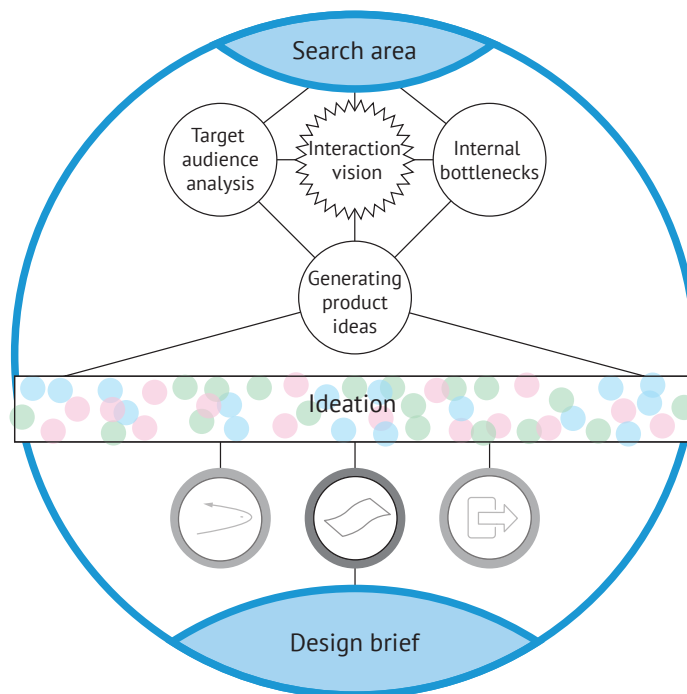 Search area
Target
audience
analysis
Interaction
vision
Internal
bottlenecks
Generating
product
ideas
Ideation
Design brief